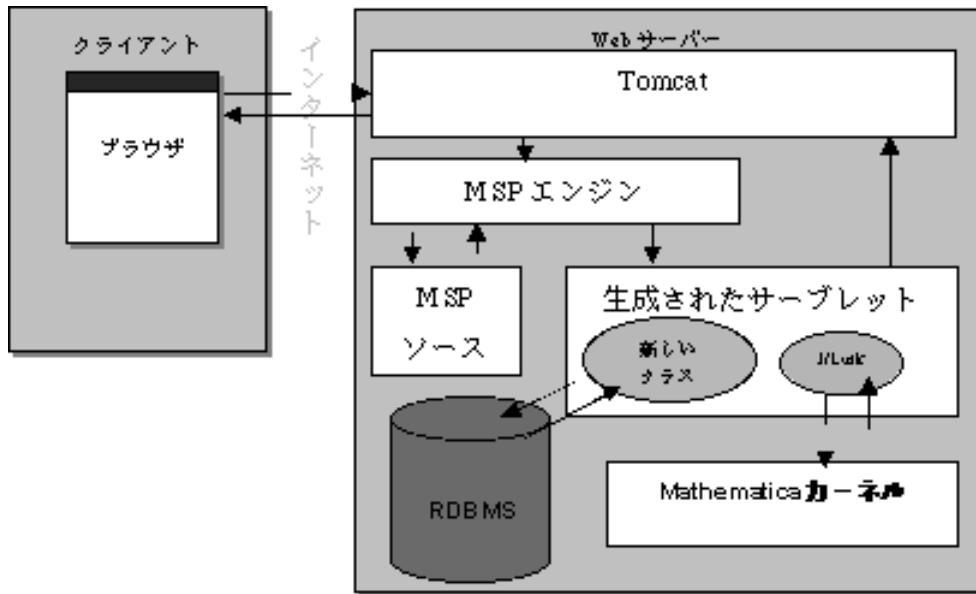 クライアント
ブラウザ
インターネット
Webサーバー
Tomcat
MSPエンジン
MSP
ソース
生成されたサーブレット
新しい
クラス
J/Link
RDBMS
Mathematicaカーネル